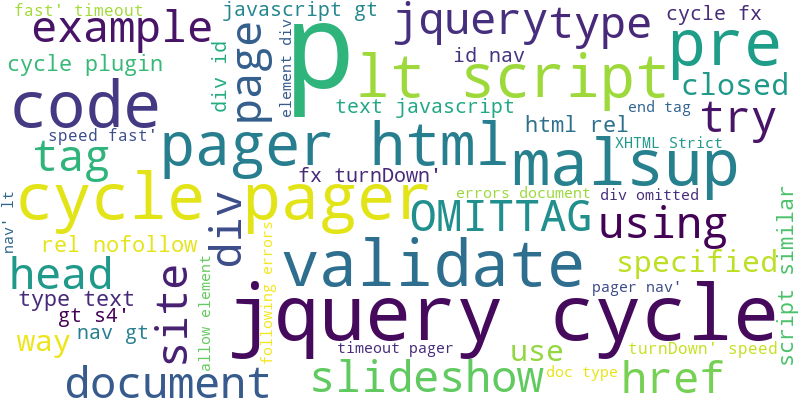 fast' timeout
javascript gt
cycle fx
example
element div
p
jquery
type
pre
cycle plugin
div id
page
id nav
lt script
closed
code
text javascript
end tag
try
speed fast'
html rel
XHTML Strict
tag
pager html
malsup
fx turnDown'
cycle pager
errors document
div omitted
nav' lt
div
OMITTAG
using
rel nofollow
validate
specified
script similar
head
site
allow element
following errors
type text
jquery cycle
pager nav'
gt s4'
nav gt
way
timeout pager
use
turnDown' speed
document
slideshow
doc type
href